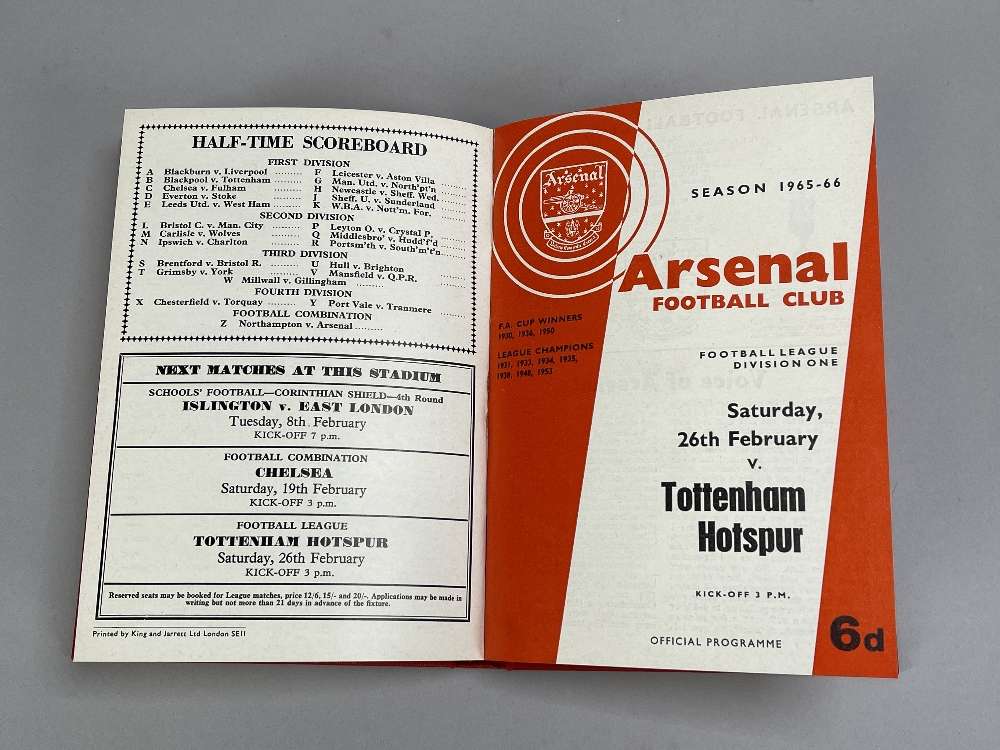 HALF-TIME SCOREBOARD
FIRST DIVISION
A Blackburn v. Liverpool ......... F Leicester v. Aston Villa ........
B Blackpool v. Tottenham ......... G Man. Utd. v. North'pt'n ........
C Chelsea v. Fulham ......... H Newcastle v. Sheff. Wed. ........
D Everton v. Stoke ......... J Sheff. U. v. Sunderland ........
E Leeds Utd. v. West Ham ......... K W.B.A. v. Nott'm. For. ........
SECOND DIVISION
L Bristol C. v. Man. City ......... P Leyton O. v. Crystal P. ........
M Carlisle v. Wolves ......... Q Middlesbro' v. Hudd'f'd ........
N Ipswich v. Charlton ......... R Portsm'th v. South'm't'n ........
THIRD DIVISION
S Brentford v. Bristol R. ......... U Hull v. Brighton ........
T Grimsby v. York ......... V Mansfield v. Q.P.R. ........
W Millwall v. Gillingham ........
FOURTH DIVISION
X Chesterfield v. Torquay ......... Y Port Vale v. Tranmere ........
FOOTBALL COMBINATION
Z Northampton v. Arsenal .........
NEXT MATCHES AT THIS STADIUM
SCHOOLS' FOOTBALL—CORINTHIAN SHIELD—4th Round
ISLINGTON v. EAST LONDON
Tuesday, 8th February
KICK-OFF 7 p.m.
FOOTBALL COMBINATION
CHELSEA
Saturday, 19th February
KICK-OFF 3 p.m.
FOOTBALL LEAGUE
TOTTENHAM HOTSPUR
Saturday, 26th February
KICK-OFF 3 p.m.
Reserved seats may be booked for League matches, price 12/6, 15/- and 20/-. Applications may be made in
writing but not more than 21 days in advance of the fixture.
Printed by King and Jarrett Ltd London SE11
Arsenal
SEASON 1965-66
Arsenal
FOOTBALL CLUB
F.A. CUP WINNERS
1930, 1936, 1950
LEAGUE CHAMPIONS
1931, 1933, 1934, 1935,
1938, 1948, 1953
FOOTBALL LEAGUE
DIVISION ONE
Saturday,
26th February
v.
Tottenham
Hotspur
KICK-OFF 3 P.M.
OFFICIAL PROGRAMME
6d